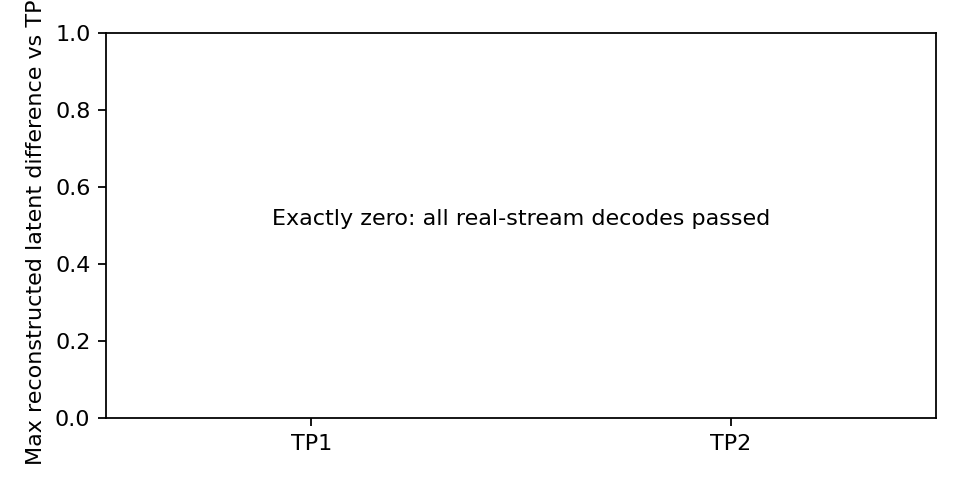 Max reconstructed latent difference vs TP
1.0
0.8
0.6
0.4
0.2
0.0
Exactly zero: all real-stream decodes passed
TP1
TP2